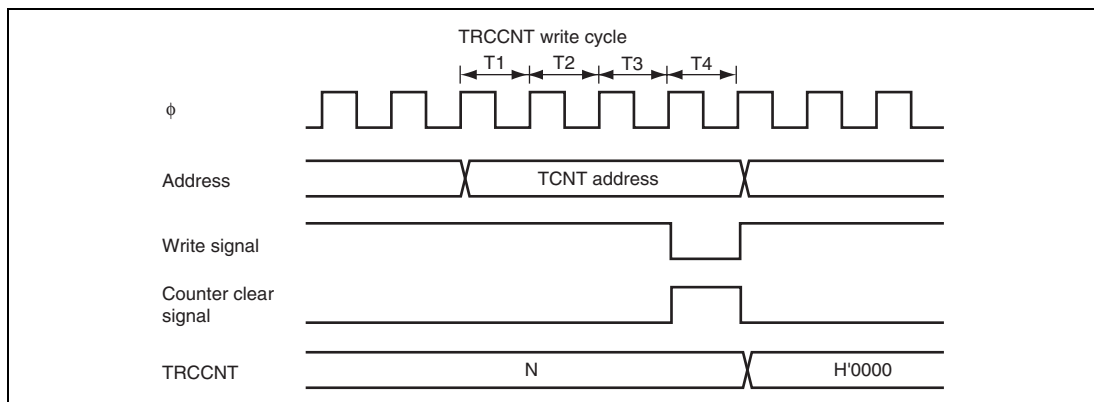 TRCCNT write cycle
T1 T2 T3 T4
ϕ
Address
TCNT address
Write signal
Counter clear
signal
TRCCNT
N
H'0000